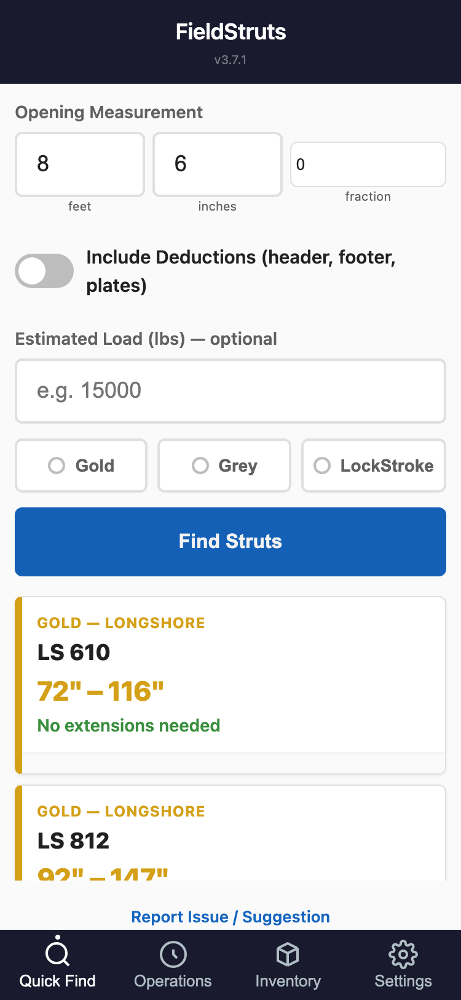 FieldStruts
v3.7.1
Opening Measurement
8 6 0
feet inches fraction
Include Deductions (header, footer,
plates)
Estimated Load (lbs) — optional
e.g. 15000
Gold Grey LockStroke
Find Struts
GOLD — LONGSHORE
LS 610
72" – 116"
No extensions needed
GOLD — LONGSHORE
LS 812
92" – 147"
Report Issue / Suggestion
Quick Find Operations Inventory Settings